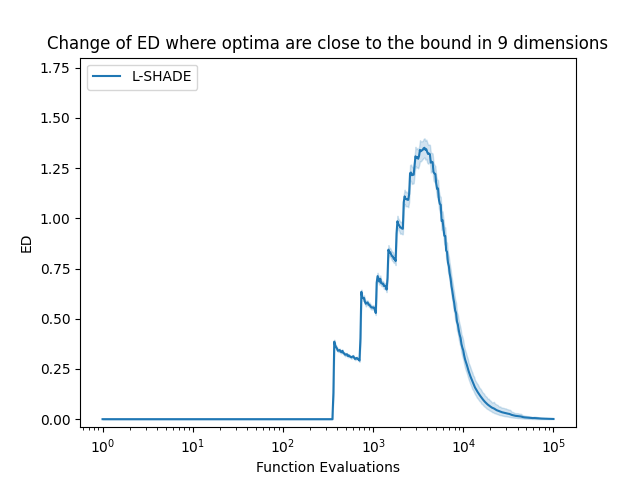 Change of ED where optima are close to the bound in 9 dimensions
L-SHADE
1.75
1.50
1.25
1.00
0.75
0.50
0.25
0.00
ED
10^0 10^1 10^2 10^3 10^4 10^5
Function Evaluations